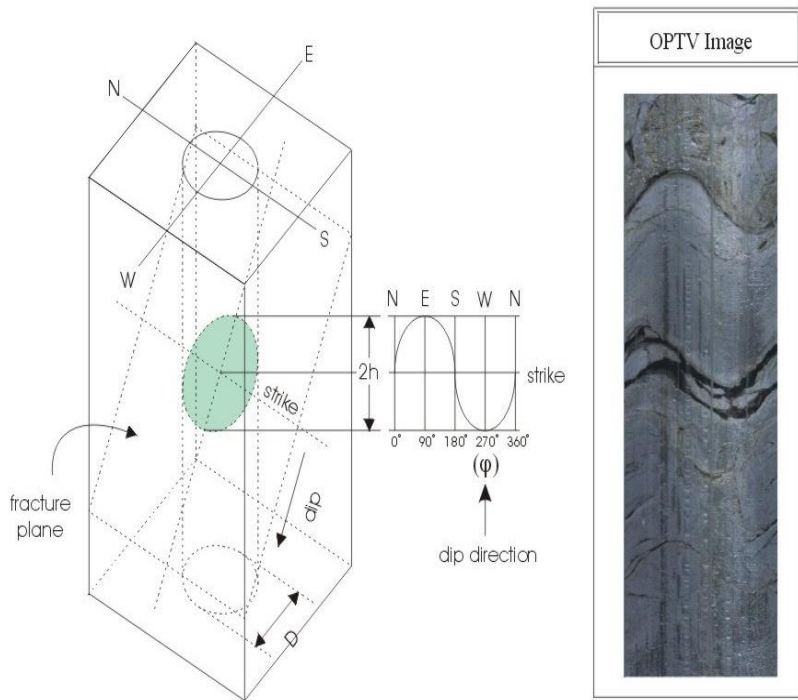 OPTV Image
E
N
S
W
N E S W N
2h
strike
strike
0° 90° 180° 270° 360°
(φ)
dip direction
fracture
plane
dip
D